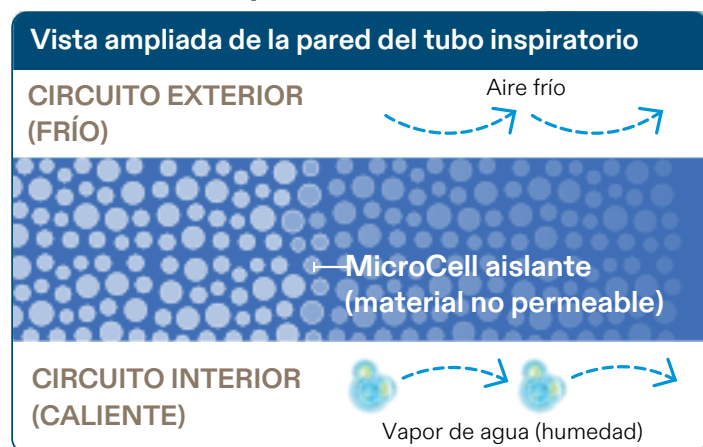 Vista ampliada de la pared del tubo inspiratorio
CIRCUITO EXTERIOR
(FRÍO)
Aire frío
MicroCell aislante
(material no permeable)
CIRCUITO INTERIOR
(CALIENTE)
Vapor de agua (humedad)